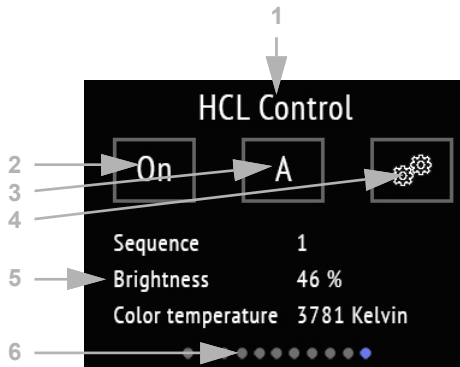 1
HCL Control
2
On
A
3
4
Sequence 1
5
Brightness 46 %
Color temperature 3781 Kelvin
6